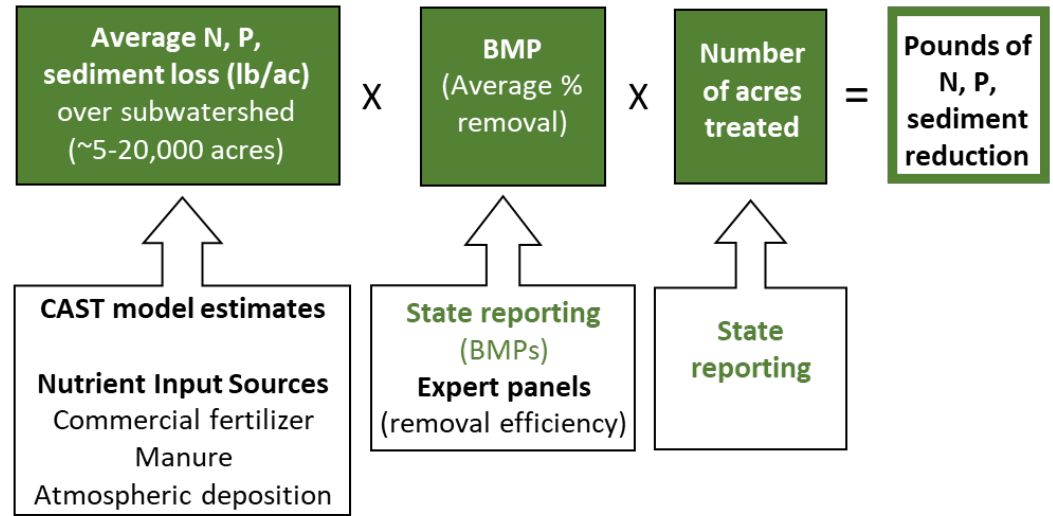 Average N, P,
sediment loss (lb/ac)
over subwatershed
(~5-20,000 acres)
X
BMP
(Average %
removal)
X
Number
of acres
treated
=
Pounds of
N, P,
sediment
reduction
CAST model estimates
Nutrient Input Sources
Commercial fertilizer
Manure
Atmospheric deposition
State reporting
(BMPs)
Expert panels
(removal efficiency)
State
reporting